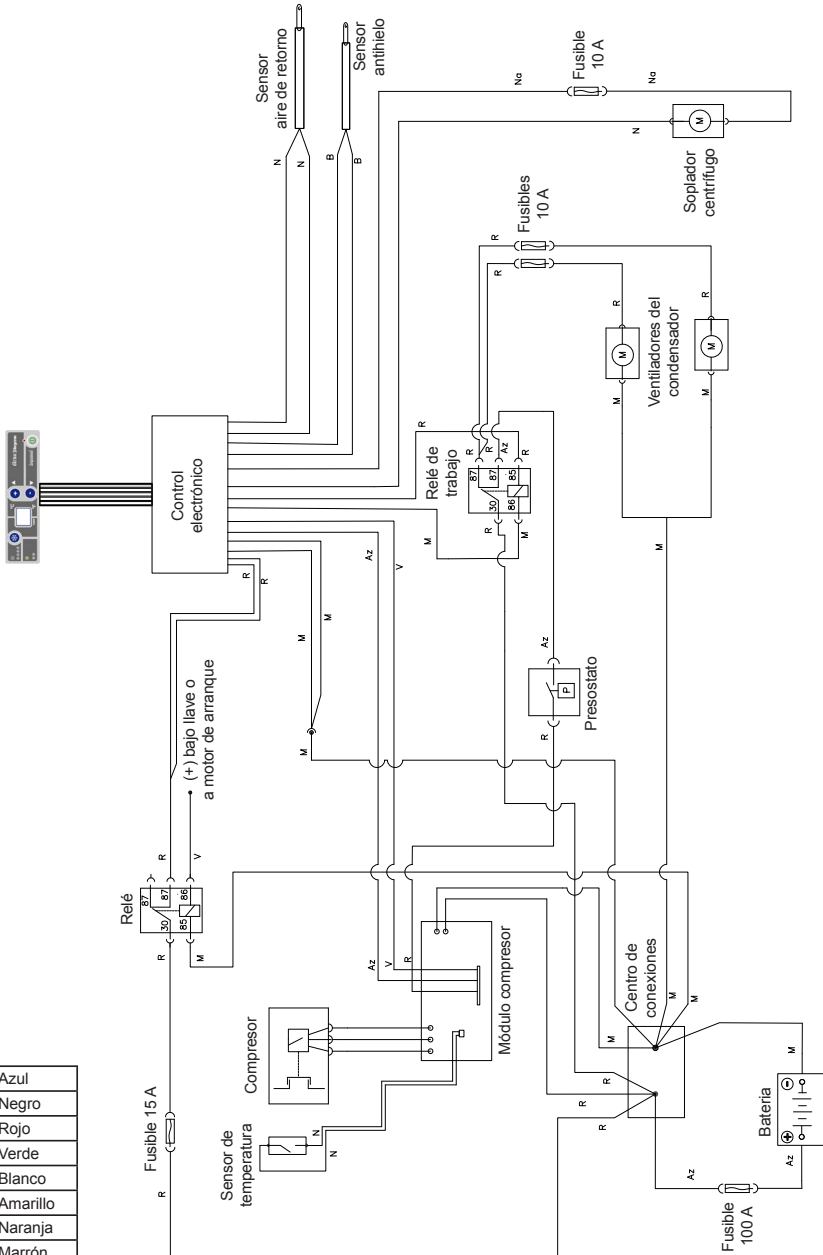 Sensor
aire de retorno
Sensor
antihielo
N
N
B
B
Fusible
10 A
Na
Na
N
M
Soplador
centrífugo
Control
electrónico
Fusibles
10 A
R
R
R
R
M
M
M
M
Ventiladores del
condensador
M
Relé de
trabajo
R
R
R
Az
R
87
87
85
30
86
R
M
M
Az
V
R
R
M
M
M
(+) bajo llave o
a motor de arranque
Az
Presostato
P
R
Relé
87
87
86
30
85
R
V
R
M
Fusible 15 A
R
Compresor
Sensor de
temperatura
N
N
Az
V
R
Módulo compresor
Centro de
conexiones
M
M
M
R
R
R
Bateria
M
Az
Az
Fusible
100 A
Azul
Negro
Rojo
Verde
Blanco
Amarillo
Naranja
Marrón